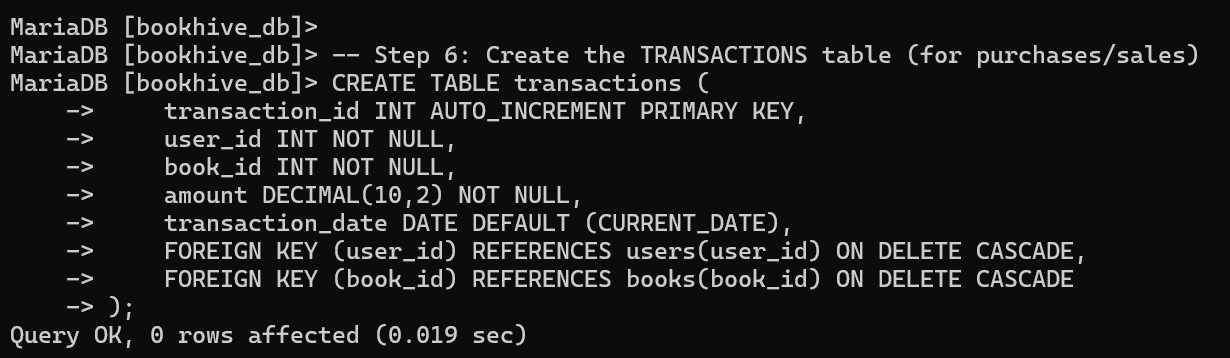 MariaDB [bookhive_db]>
MariaDB [bookhive_db]> -- Step 6: Create the TRANSACTIONS table (for purchases/sales)
MariaDB [bookhive_db]> CREATE TABLE transactions (
    ->     transaction_id INT AUTO_INCREMENT PRIMARY KEY,
    ->     user_id INT NOT NULL,
    ->     book_id INT NOT NULL,
    ->     amount DECIMAL(10,2) NOT NULL,
    ->     transaction_date DATE DEFAULT (CURRENT_DATE),
    ->     FOREIGN KEY (user_id) REFERENCES users(user_id) ON DELETE CASCADE,
    ->     FOREIGN KEY (book_id) REFERENCES books(book_id) ON DELETE CASCADE
    -> );
Query OK, 0 rows affected (0.019 sec)